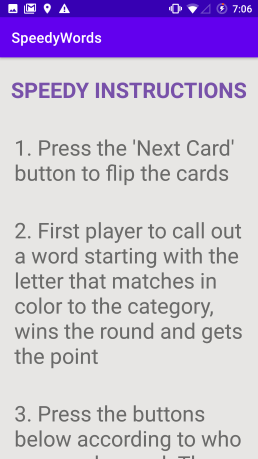 7:06
SpeedyWords
SPEEDY INSTRUCTIONS
1. Press the 'Next Card'
button to flip the cards
2. First player to call out
a word starting with the
letter that matches in
color to the category,
wins the round and gets
the point
3. Press the buttons
below according to who